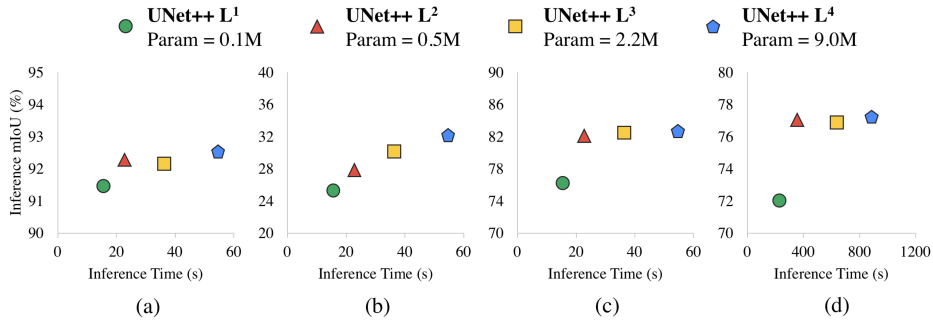 UNet++ L¹ UNet++ L² UNet++ L³ UNet++ L⁴
Param = 0.1M Param = 0.5M Param = 2.2M Param = 9.0M
Inference mIoU (%)
95
94
93
92
91
90
0 20 40 60
Inference Time (s)
(a)
40
36
32
28
24
20
0 20 40 60
Inference Time (s)
(b)
90
86
82
78
74
70
0 20 40 60
Inference Time (s)
(c)
80
78
76
74
72
70
0 400 800 1200
Inference Time (s)
(d)